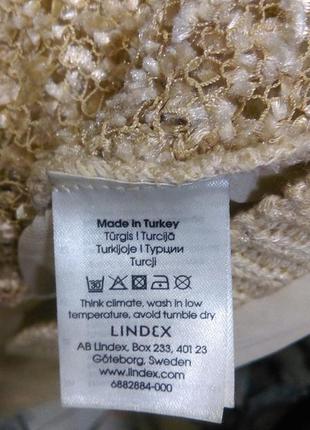 Made in Turkey
Türgis | Turcijā
Turkijoje | Турции
Turcji
30
Think climate, wash in low
temperature, avoid tumble dry.
LINDEX
AB Lindex, Box 233, 401 23
Göteborg, Sweden
www.lindex.com
6882884-000